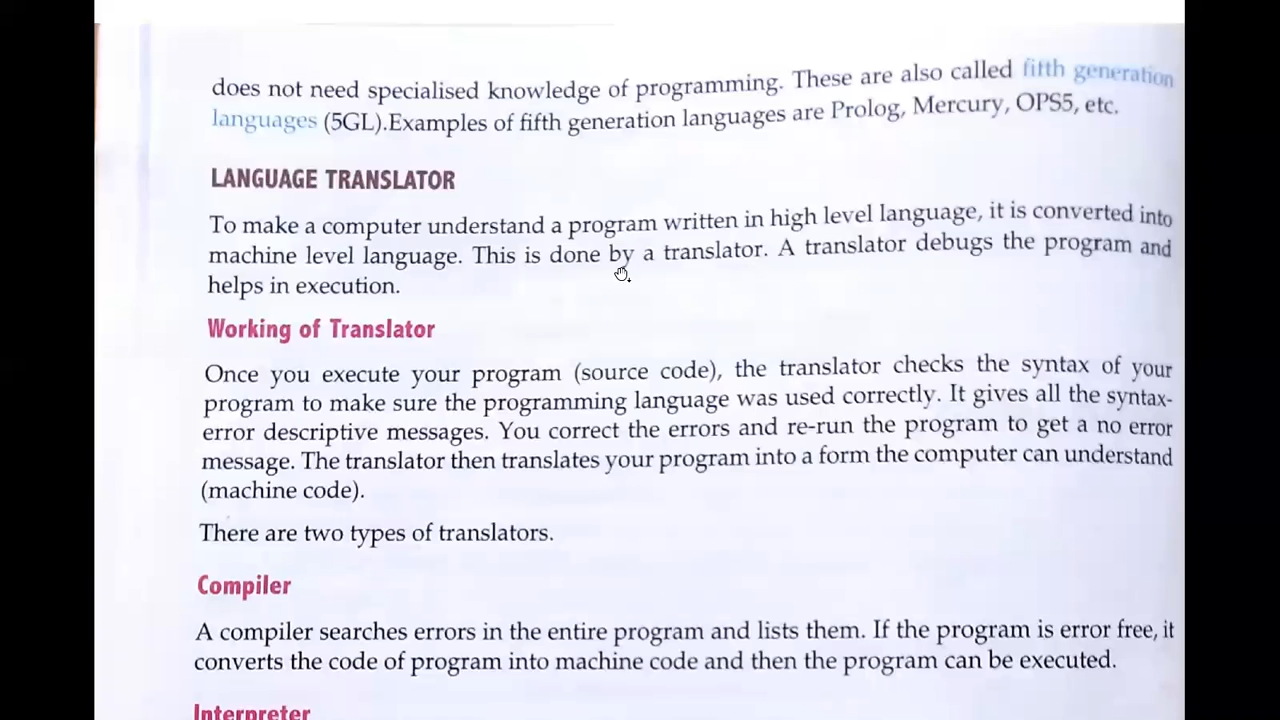 does not need specialised knowledge of programming. These are also called fifth generation
languages (5GL).Examples of fifth generation languages are Prolog, Mercury, OPS5, etc.
LANGUAGE TRANSLATOR
To make a computer understand a program written in high level language, it is converted into
machine level language. This is done by a translator. A translator debugs the program and
helps in execution.
Working of Translator
Once you execute your program (source code), the translator checks the syntax of your
program to make sure the programming language was used correctly. It gives all the syntax-
error descriptive messages. You correct the errors and re-run the program to get a no error
message. The translator then translates your program into a form the computer can understand
(machine code).
There are two types of translators.
Compiler
A compiler searches errors in the entire program and lists them. If the program is error free, it
converts the code of program into machine code and then the program can be executed.
Interpreter